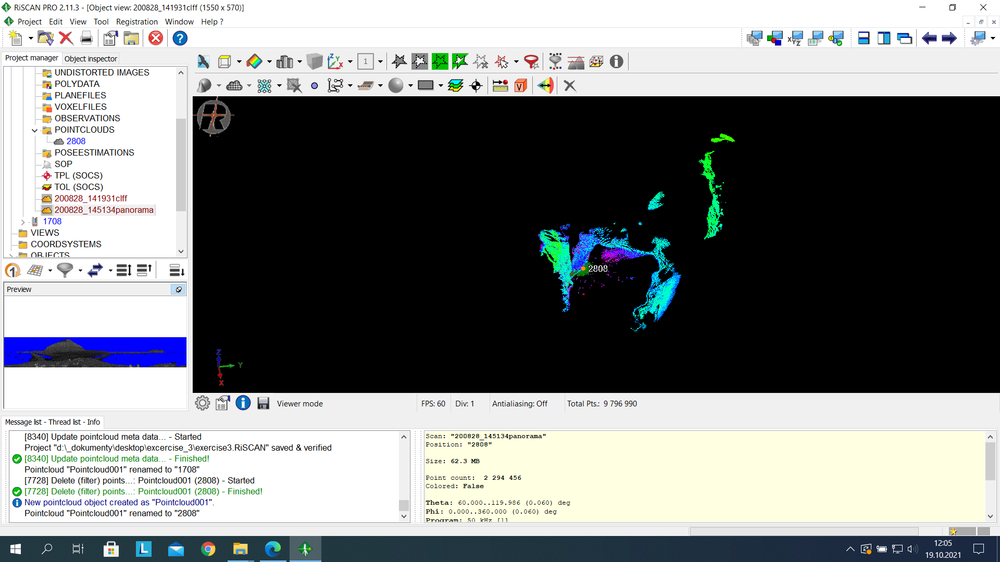 RiSCAN PRO 2.11.3 - [Object view: 200828_141931clff (1550 x 570)]
Project Edit View Tool Registration Window Help ?
XYZ
Project manager Object inspector
UNDISTORTED IMAGES
POLYDATA
PLANEFILES
VOXELFILES
OBSERVATIONS
POINTCLOUDS
2808
POSEESTIMATIONS
SOP
TPL (SOCS)
TOL (SOCS)
200828_141931clff
200828_145134panorama
1708
VIEWS
COORDSYSTEMS
OBJECTS
Preview
Z Y X
1
V
R
2808
Z
Y
X
Viewer mode
FPS: 60
Div: 1
Antialiasing: Off
Total Pts.: 9 796 990
Message list - Thread list - Info
[8340] Update pointcloud meta data... - Started
Project "d:\_dokumenty\desktop\excercise_3\exercise3.RiSCAN" saved & verified
[8340] Update pointcloud meta data... - Finished!
Pointcloud "Pointcloud001" renamed to "1708"
[7728] Delete (filter) points...: Pointcloud001 (2808) - Started
[7728] Delete (filter) points...: Pointcloud001 (2808) - Finished!
New pointcloud object created as "Pointcloud001".
Pointcloud "Pointcloud001" renamed to "2808"
Scan: "200828_145134panorama"
Position: "2808"
Size: 62.3 MB
Point count: 2 294 456
Colored: False
Theta: 60.000..119.986 (0.060) deg
Phi: 0.000..360.000 (0.060) deg
Program: 50 kHz [1]
L
12:05
19.10.2021